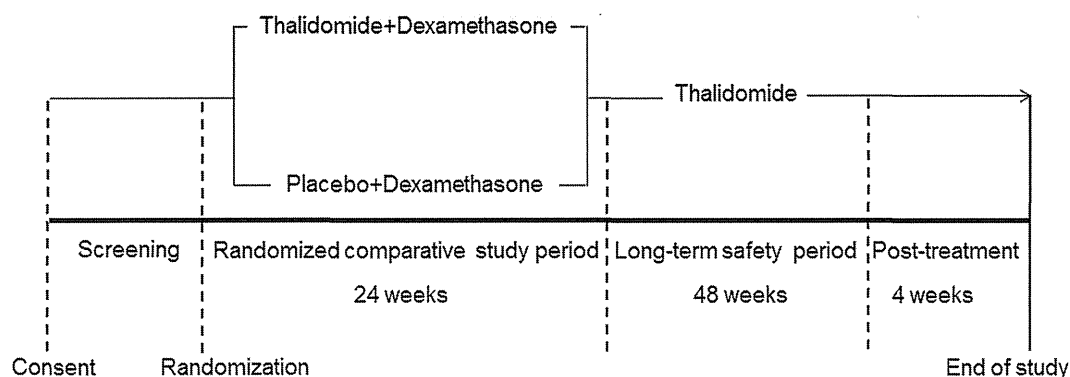 Thalidomide+Dexamethasone
Thalidomide
Placebo+Dexamethasone
Screening
Randomized comparative study period
Long-term safety period
Post-treatment
24 weeks
48 weeks
4 weeks
Consent
Randomization
End of study